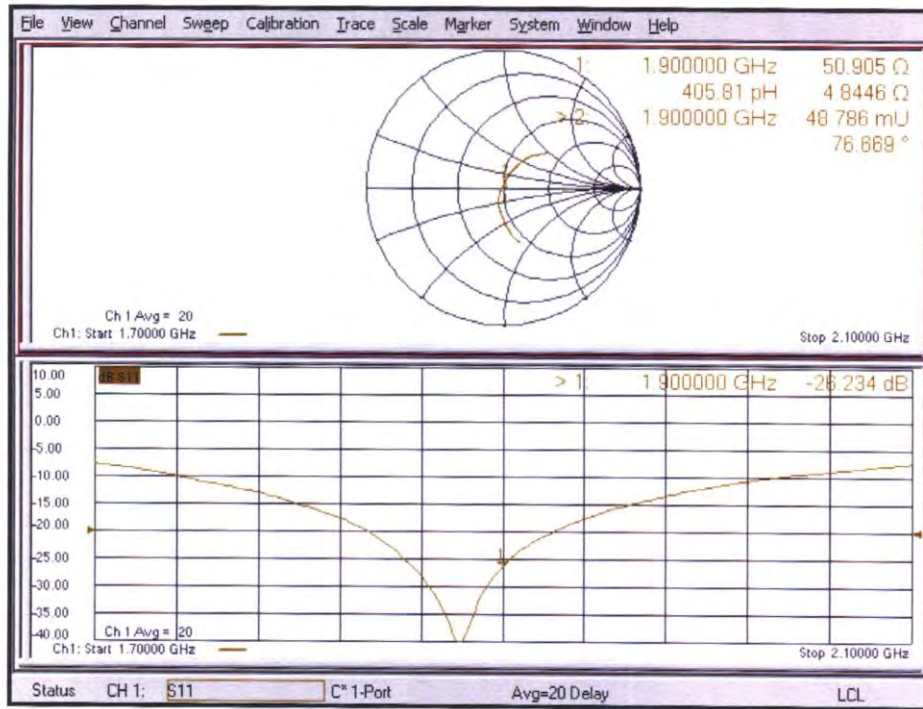 File View Channel Sweep Calibration Trace Scale Marker System Window Help
1: 1.900000 GHz 50.905 Ω
405.81 pH 4.8446 Ω
> 2: 1.900000 GHz 48.786 mU
76.669 °
Ch 1 Avg = 20
Ch1: Start 1.70000 GHz Stop 2.10000 GHz
10.00 dB S11 > 1: 1.900000 GHz -26.234 dB
5.00
0.00
-5.00
-10.00
-15.00
-20.00
-25.00
-30.00
-35.00
-40.00 Ch 1 Avg = 20
Ch1: Start 1.70000 GHz Stop 2.10000 GHz
Status CH 1: S11 C* 1-Port Avg=20 Delay LCL